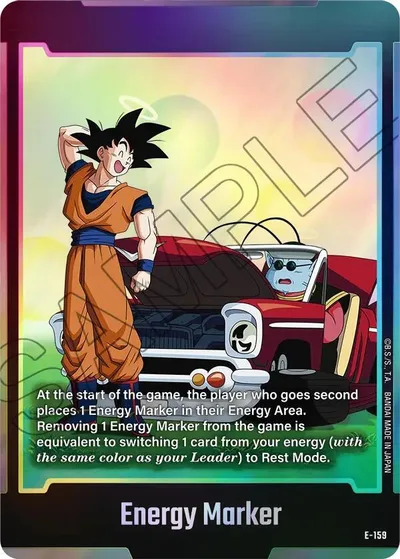 SAMPLE
At the start of the game, the player who goes second
places 1 Energy Marker in their Energy Area.
Removing 1 Energy Marker from the game is
equivalent to switching 1 card from your energy (with
the same color as your Leader) to Rest Mode.
©B.S./S., T.A. BANDAI MADE IN JAPAN
Energy Marker
E-159